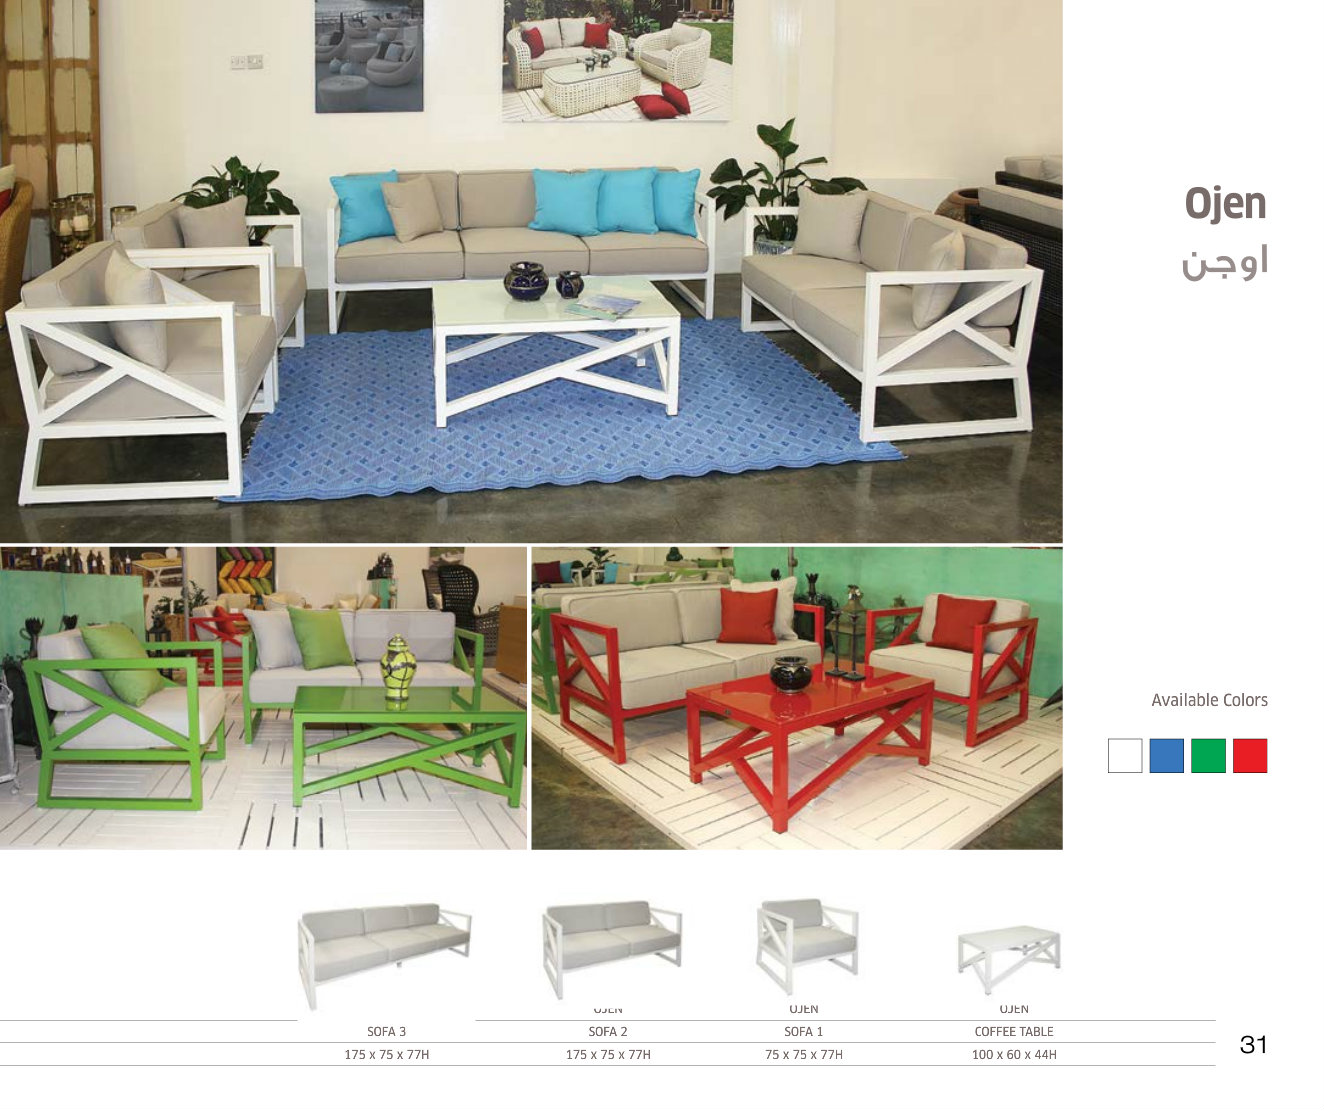 Ojen
اوجن
Available Colors
OJEN OJEN OJEN
SOFA 3 SOFA 2 SOFA 1 COFFEE TABLE
175 x 75 x 77H 175 x 75 x 77H 75 x 75 x 77H 100 x 60 x 44H
31